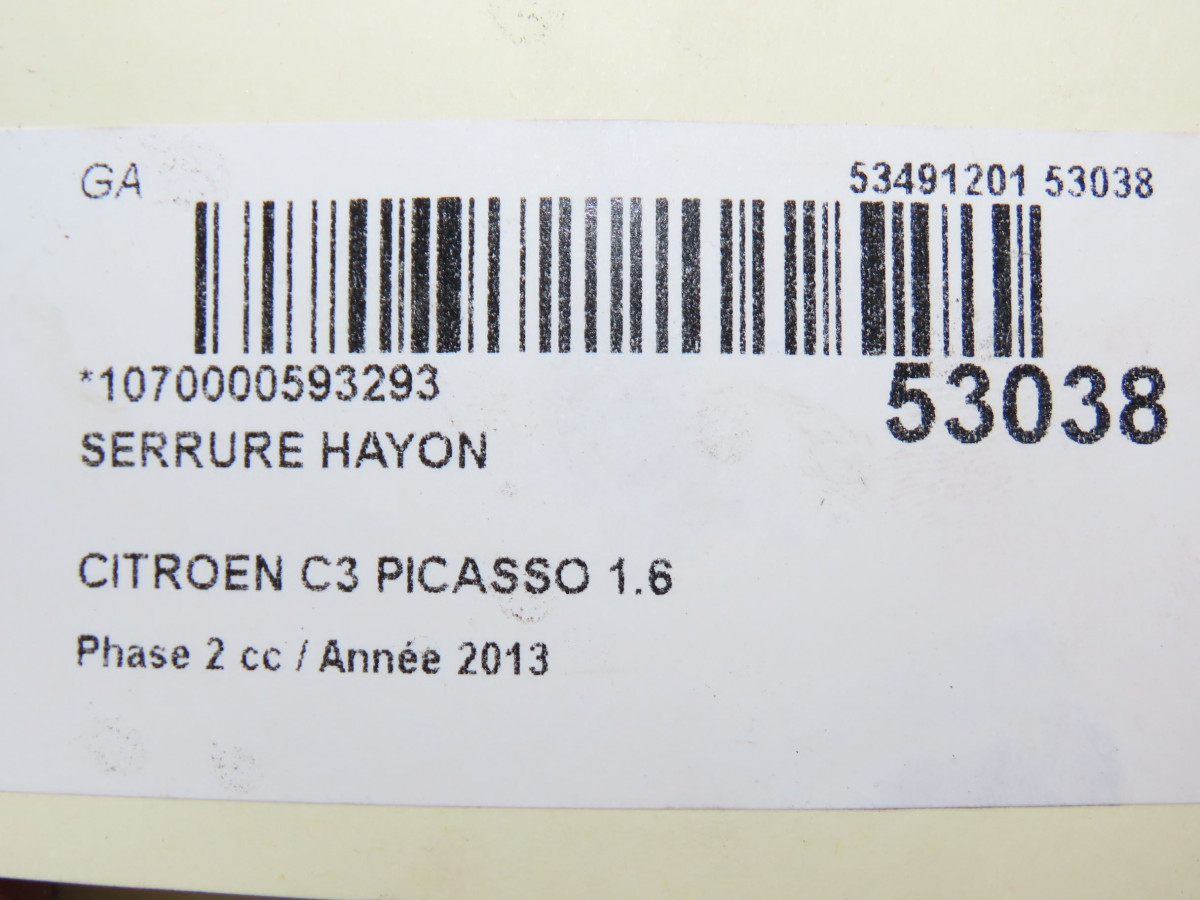 GA 53491201 53038
*1070000593293
53038
SERRURE HAYON
CITROEN C3 PICASSO 1.6
Phase 2 cc / Année 2013